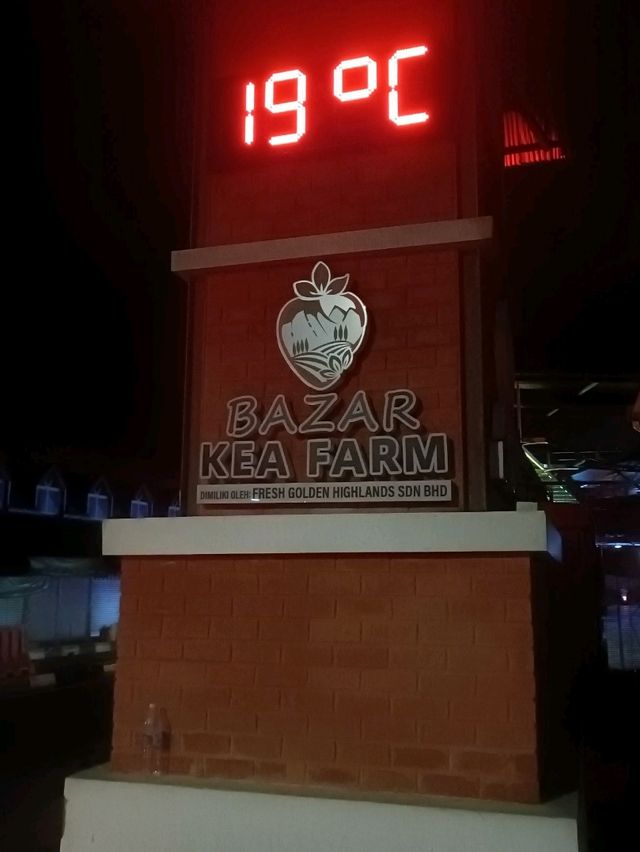 19°C
BAZAR
KEA FARM
DIMILIKI OLEH: FRESH GOLDEN HIGHLANDS SDN BHD